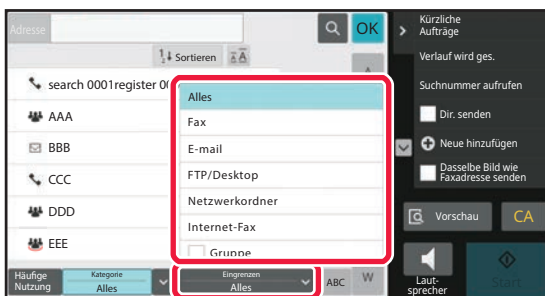 Adresse
OK
Sortieren
search 0001register 00
AAA
BBB
CCC
DDD
EEE
Alles
Fax
E-mail
FTP/Desktop
Netzwerkordner
Internet-Fax
Gruppe
Häufige
Nutzung
Kategorie
Alles
Eingrenzen
Alles
ABC
W
Kürzliche
Aufträge
Verlauf wird ges.
Suchnummer aufrufen
Dir. senden
Neue hinzufügen
Dasselbe Bild wie
Faxadresse senden
Vorschau
CA
Laut-
sprecher
Start